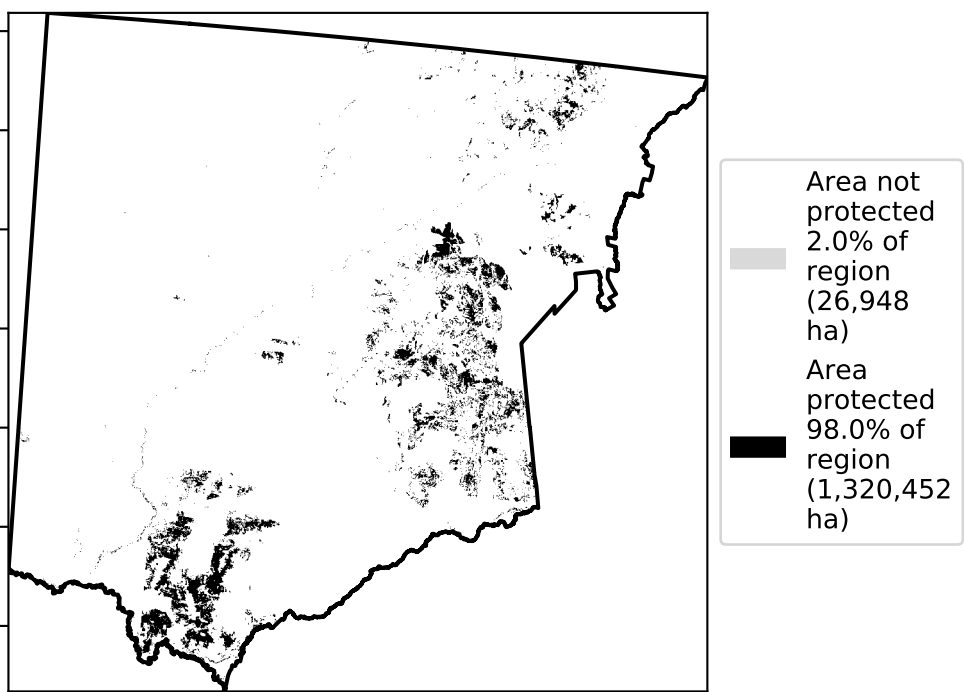 Area not
protected
2.0% of
region
(26,948
ha)
Area
protected
98.0% of
region
(1,320,452
ha)